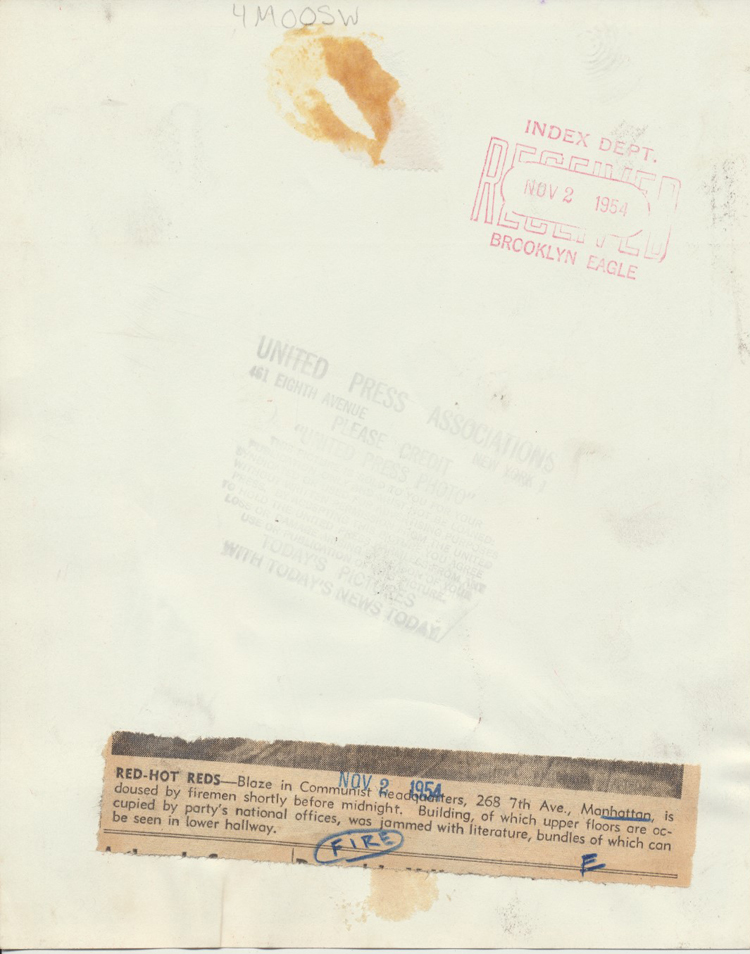 4MOOSW
INDEX DEPT.
RECEIVED
NOV 2 1954
BROOKLYN EAGLE
UNITED PRESS ASSOCIATIONS
461 EIGHTH AVENUE NEW YORK 1
PLEASE CREDIT
"UNITED PRESS PHOTO"
TODAY'S PICTURES
WITH TODAY'S NEWS TODAY
RED-HOT REDS—Blaze in Communist headquarters, 268 7th Ave., Manhattan, is
doused by firemen shortly before midnight. Building, of which upper floors are oc-
cupied by party's national offices, was jammed with literature, bundles of which can
be seen in lower hallway.
NOV 2 1954
FIRE
E